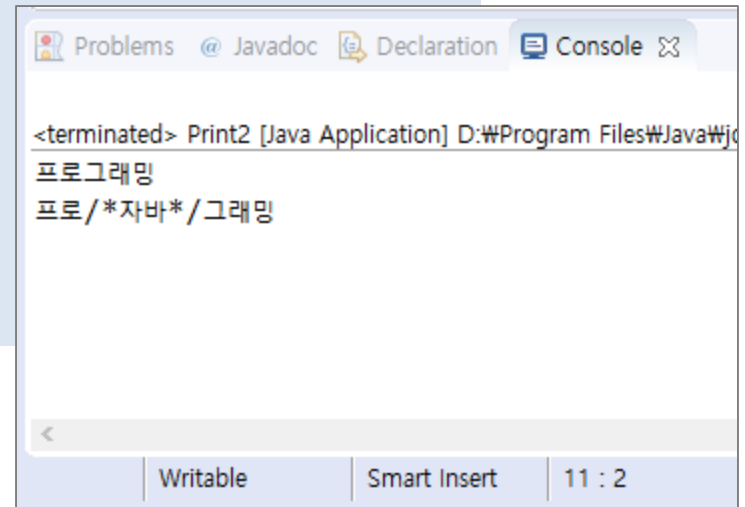 Problems @ Javadoc Declaration Console
<terminated> Print2 [Java Application] D:₩Program Files₩Java₩
프로그래밍
프로/*자바*/그래밍
Writable Smart Insert 11 : 2